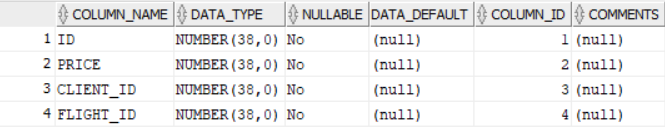 COLUMN_NAME DATA_TYPE NULLABLE DATA_DEFAULT COLUMN_ID COMMENTS
1 ID NUMBER(38,0) No (null) 1 (null)
2 PRICE NUMBER(38,0) No (null) 2 (null)
3 CLIENT_ID NUMBER(38,0) No (null) 3 (null)
4 FLIGHT_ID NUMBER(38,0) No (null) 4 (null)